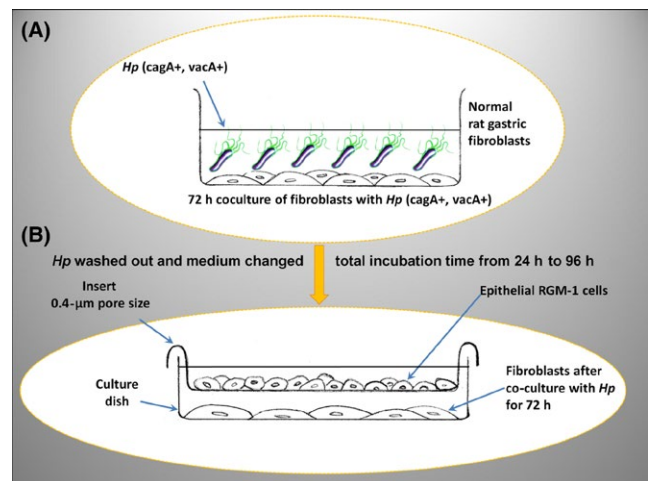 (A)
Hp (cagA+, vacA+)
Normal
rat gastric
fibroblasts
72 h coculture of fibroblasts with Hp (cagA+, vacA+)
(B)
Hp washed out and medium changed total incubation time from 24 h to 96 h
Insert
0.4-μm pore size
Epithelial RGM-1 cells
Culture
dish
Fibroblasts after
co-culture with Hp
for 72 h